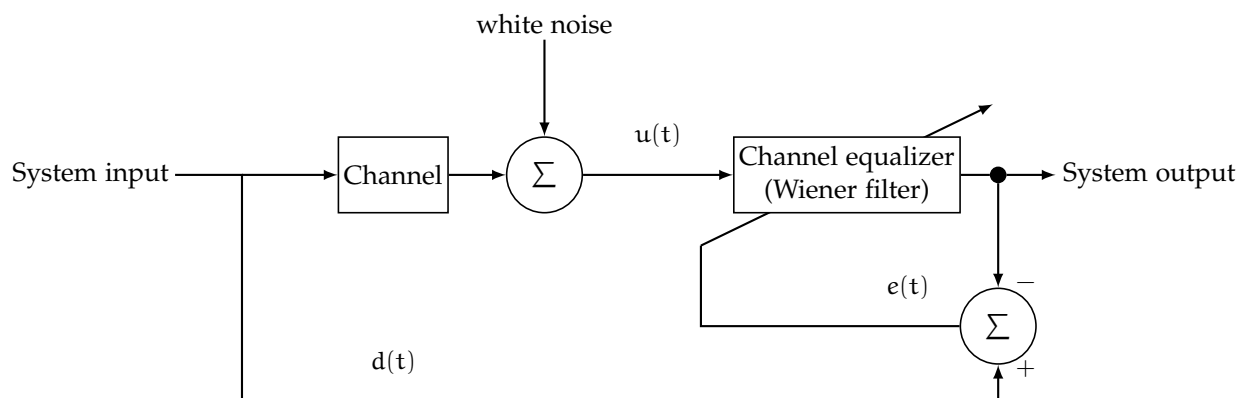 white noise
System input
Channel
Σ
u(t)
Channel equalizer
(Wiener filter)
System output
e(t)
−
Σ
+
d(t)